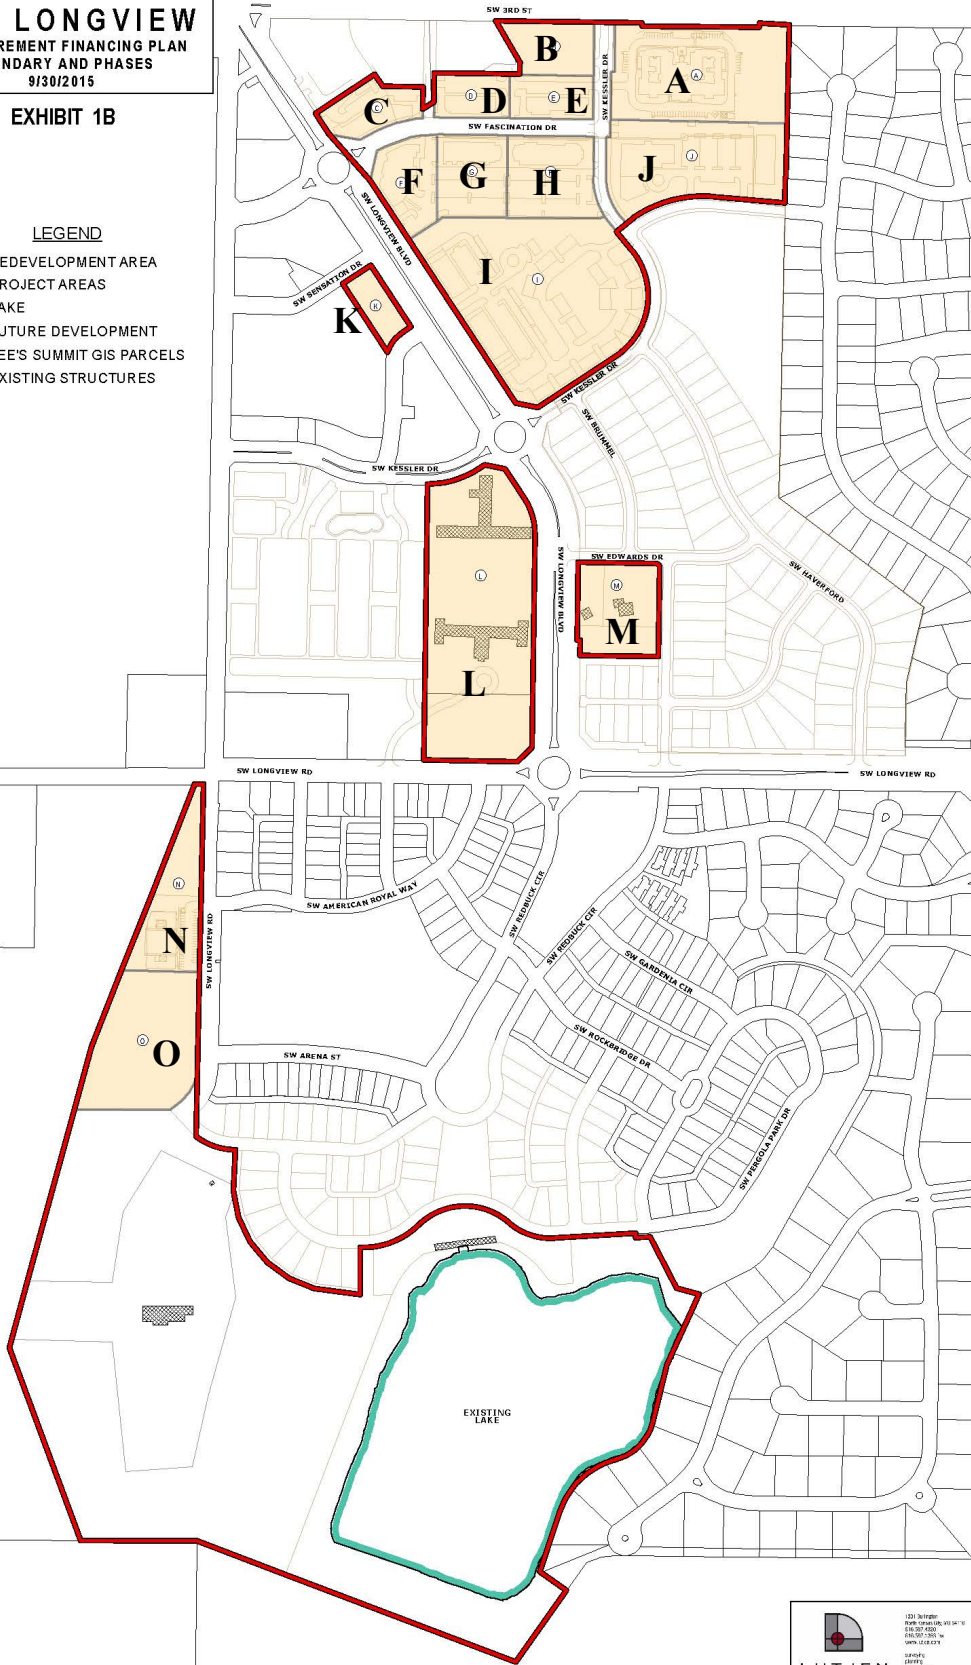 LONGVIEW
REMENT FINANCING PLAN
NDARY AND PHASES
9/30/2015
EXHIBIT 1B
LEGEND
EDEVELOPMENT AREA
ROJECT AREAS
AKE
UTURE DEVELOPMENT
EE'S SUMMIT GIS PARCELS
XISTING STRUCTURES
SW 3RD ST
B
A
A
SW KESSLER DR
C
C
D
D
E
E
SW FASCINATION DR
F
F
G
G
H
J
J
SW LONGVIEW BLVD
I
I
SW SENSATION DR
K
K
SW KESSLER DR
SW BRUMMEL
SW KESSLER DR
L
L
SW LONGVIEW BLVD
SW EDWARDS DR
M
M
SW HAVERFORD
SW LONGVIEW RD
SW LONGVIEW RD
N
N
SW LONGVIEW RD
SW AMERICAN ROYAL WAY
SW REDBUCK CIR
SW REDBUCK CIR
SW GARDENIA CIR
SW ROCKBRIDGE DR
O
O
SW ARENA ST
SW PERGOLA PARK DR
EXISTING
LAKE